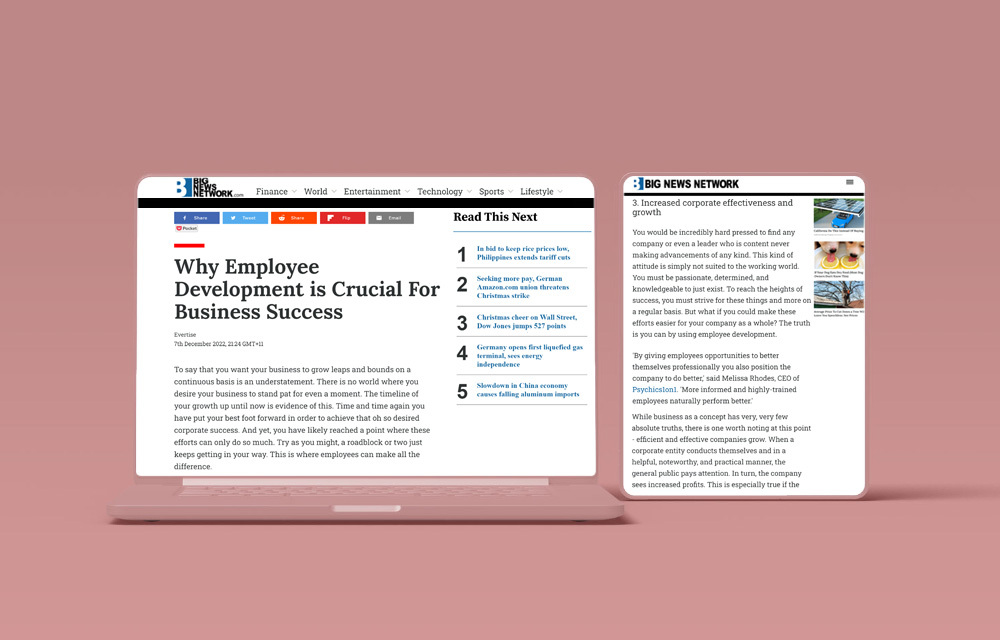 BIG
NEWS
NETWORK.com
Finance
World
Entertainment
Technology
Sports
Lifestyle
Share
Tweet
Share
Flip
Email
Pocket
Why Employee
Development is Crucial For
Business Success
Evertise
7th December 2022, 21:24 GMT+11
To say that you want your business to grow leaps and bounds on a
continuous basis is an understatement. There is no world where you
desire your business to stand pat for even a moment. The timeline of
your growth up until now is evidence of this. Time and time again you
have put your best foot forward in order to achieve that oh so desired
corporate success. And yet, you have likely reached a point where these
efforts can only do so much. Try as you might, a roadblock or two just
keeps getting in your way. This is where employees can make all the
difference.
Read This Next
1 In bid to keep rice prices low,
Philippines extends tariff cuts
2 Seeking more pay, German
Amazon.com union threatens
Christmas strike
3 Christmas cheer on Wall Street,
Dow Jones jumps 527 points
4 Germany opens first liquefied gas
terminal, sees energy
independence
5 Slowdown in China economy
causes falling aluminum imports
BIG NEWS NETWORK
3. Increased corporate effectiveness and
growth
You would be incredibly hard pressed to find any
company or even a leader who is content never
making advancements of any kind. This kind of
attitude is simply not suited to the working world.
You must be passionate, determined, and
knowledgeable to just exist. To reach the heights of
success, you must strive for these things and more on
a regular basis. But what if you could make these
efforts easier for your company as a whole? The truth
is you can by using employee development.
'By giving employees opportunities to better
themselves professionally you also position the
company to do better,' said Melissa Rhodes, CEO of
Psychics1on1. 'More informed and highly-trained
employees naturally perform better.'
While business as a concept has very, very few
absolute truths, there is one worth noting at this point
- efficient and effective companies grow. When a
corporate entity conducts themselves and in a
helpful, noteworthy, and practical manner, the
general public pays attention. In turn, the company
sees increased profits. This is especially true if the